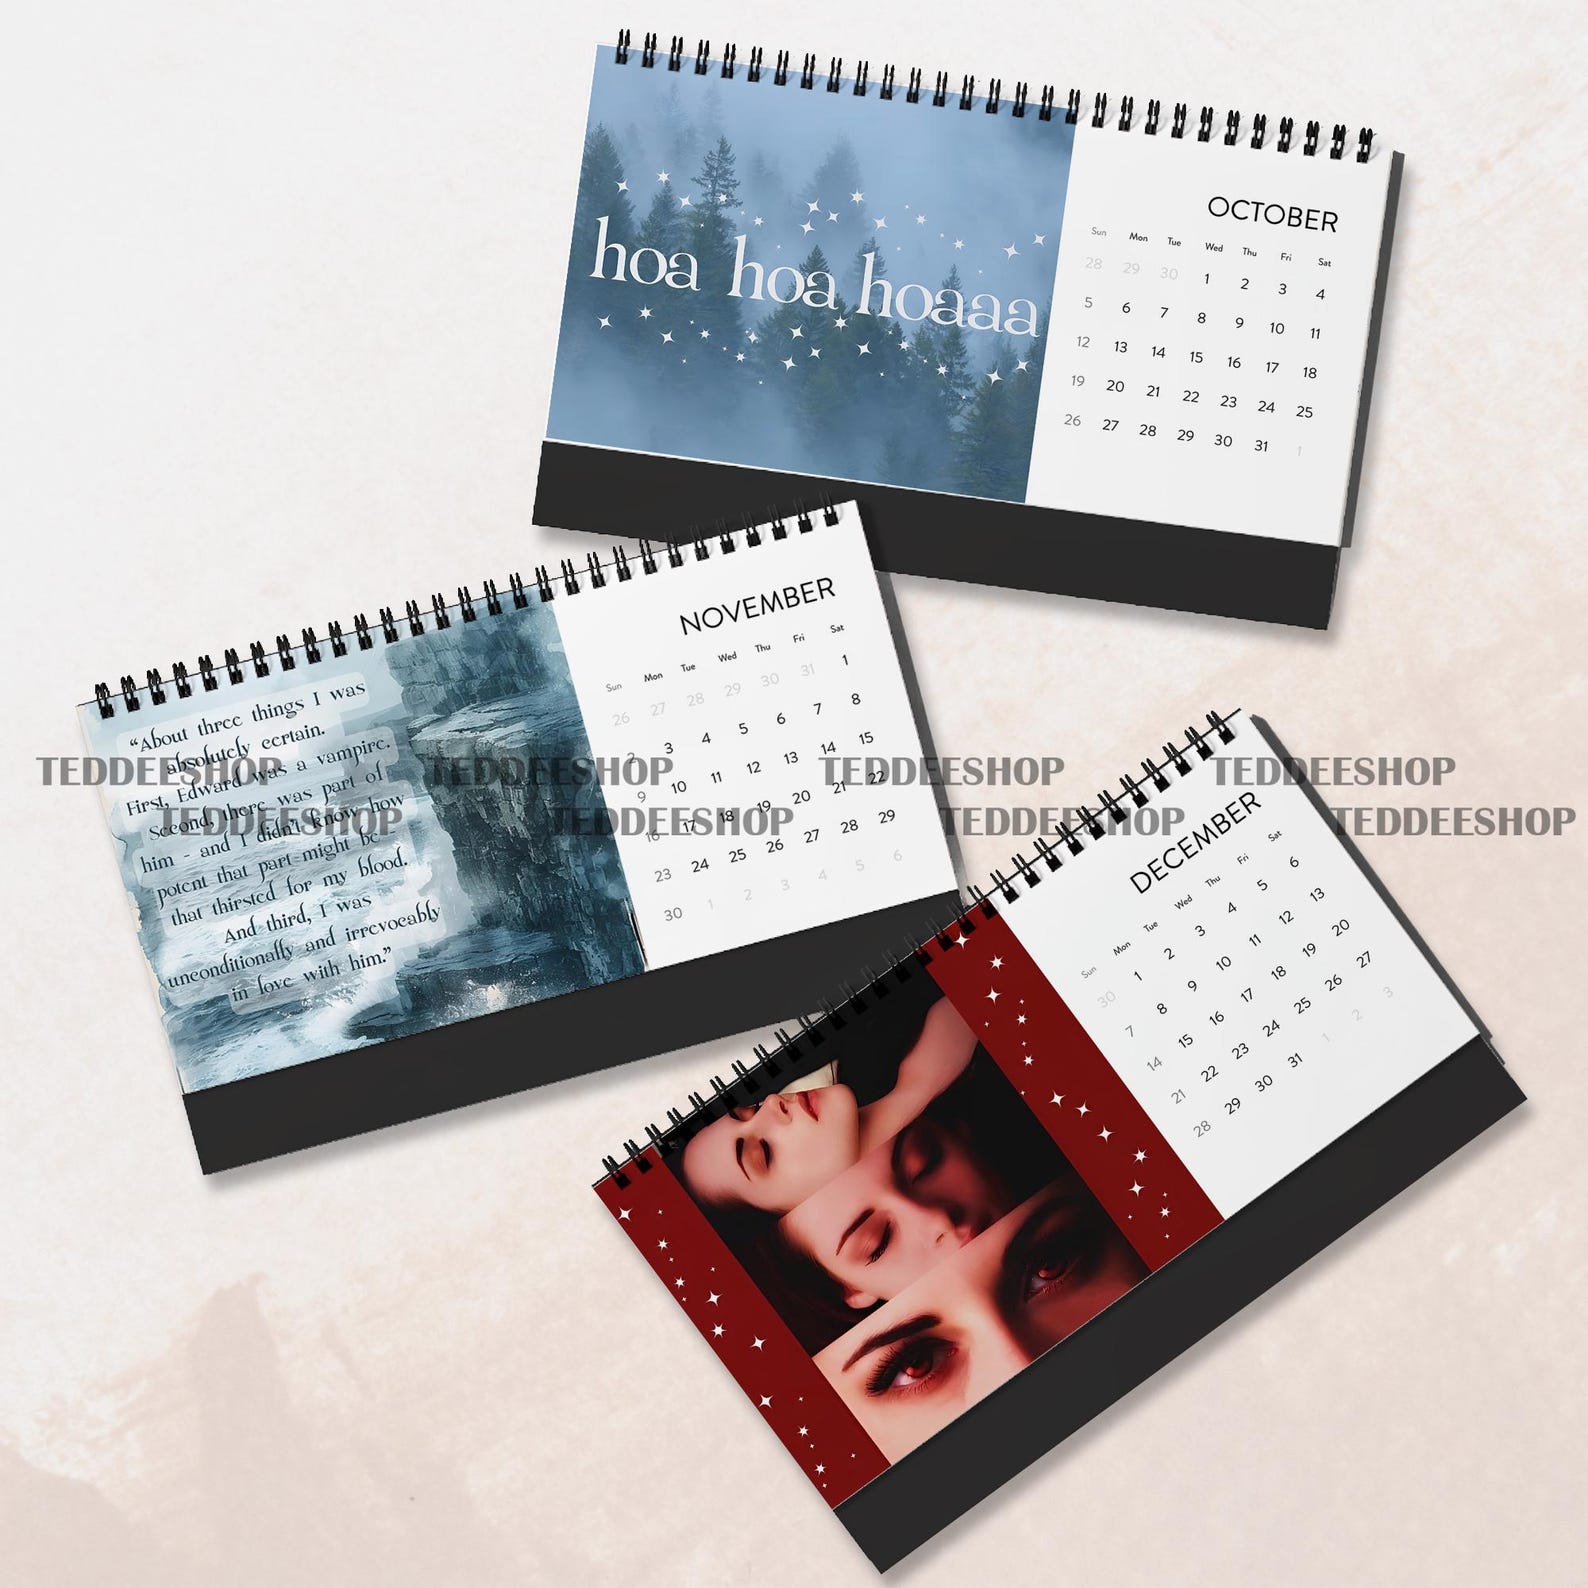 hoa hoa hoaaa
OCTOBER
Sun Mon Tue Wed Thu Fri Sat
28 29 30 1 2 3 4
5 6 7 8 9 10 11
12 13 14 15 16 17 18
19 20 21 22 23 24 25
26 27 28 29 30 31 1
"About three things I was
absolutely certain.
First, Edward was a vampire.
Second, there was part of
him - and I didn't know how
potent that part might be -
that thirsted for my blood.
And third, I was
unconditionally and irrevocably
in love with him."
NOVEMBER
Sun Mon Tue Wed Thu Fri Sat
26 27 28 29 30 31 1
2 3 4 5 6 7 8
9 10 11 12 13 14 15
16 17 18 19 20 21 22
23 24 25 26 27 28 29
30 1 2 3 4 5 6
TEDDEESHOP TEDDEESHOP TEDDEESHOP TEDDEESHOP
TEDDEESHOP TEDDEESHOP TEDDEESHOP TEDDEESHOP
DECEMBER
Sun Mon Tue Wed Thu Fri Sat
30 1 2 3 4 5 6
7 8 9 10 11 12 13
14 15 16 17 18 19 20
21 22 23 24 25 26 27
28 29 30 31 1 2 3